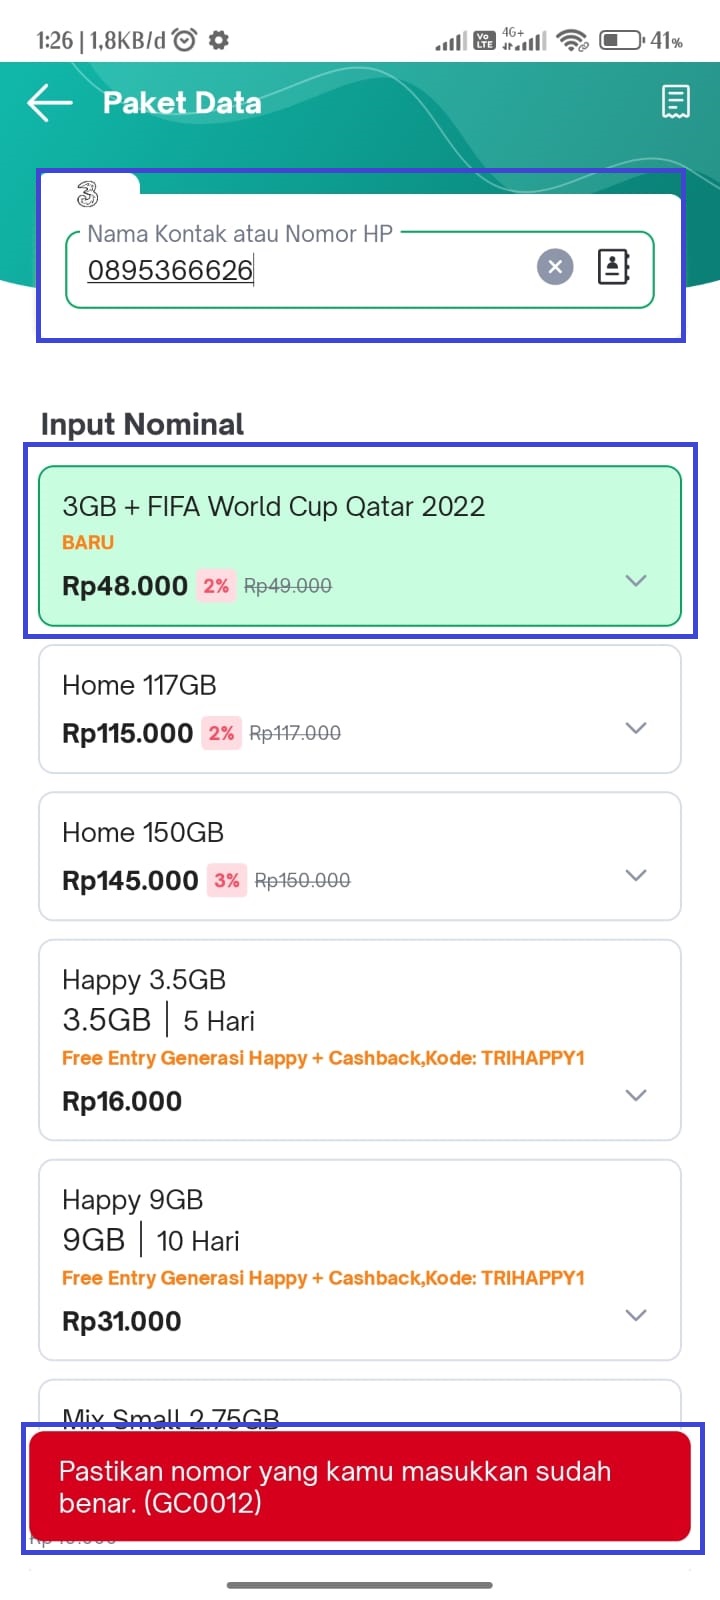 1:26 | 1,8KB/d 4G+ 41%
Paket Data
3
Nama Kontak atau Nomor HP
0895366626
Input Nominal
3GB + FIFA World Cup Qatar 2022
BARU
Rp48.000 2% Rp49.000
Home 117GB
Rp115.000 2% Rp117.000
Home 150GB
Rp145.000 3% Rp150.000
Happy 3.5GB
3.5GB | 5 Hari
Free Entry Generasi Happy + Cashback,Kode: TRIHAPPY1
Rp16.000
Happy 9GB
9GB | 10 Hari
Free Entry Generasi Happy + Cashback,Kode: TRIHAPPY1
Rp31.000
Mix Small 2.75GB
Pastikan nomor yang kamu masukkan sudah
benar. (GC0012)